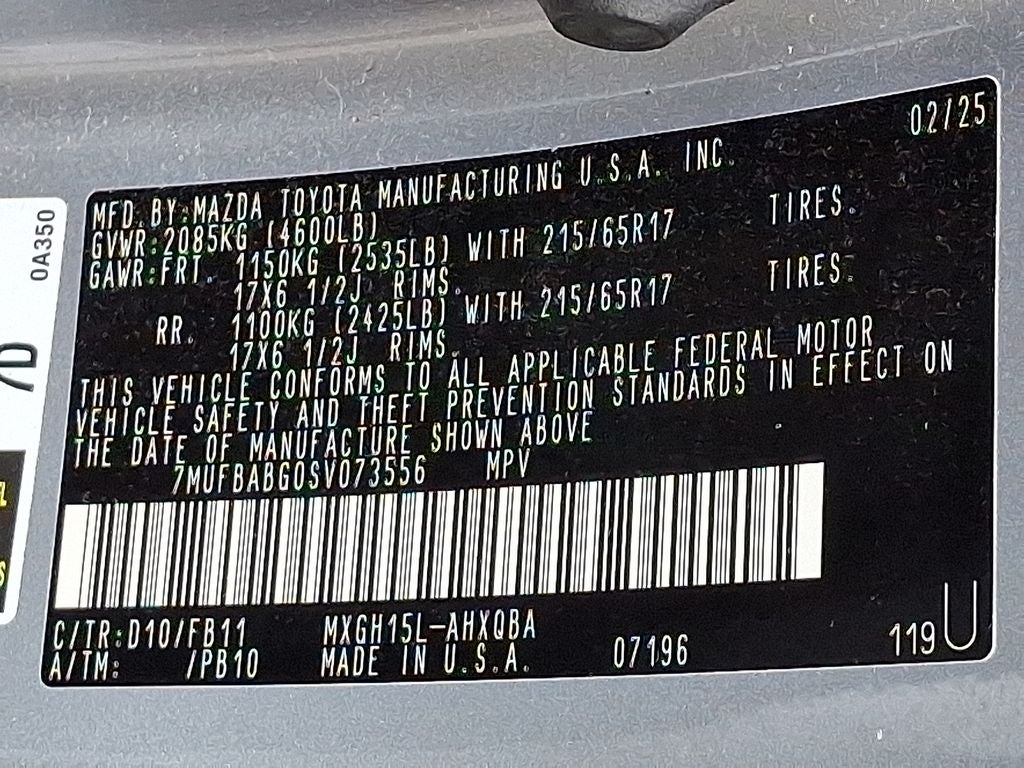 02/25
MFD. BY:MAZDA TOYOTA MANUFACTURING U.S.A. INC.
GVWR:2085KG (4600LB)
GAWR:FRT. 1150KG (2535LB) WITH 215/65R17 TIRES.
17X6 1/2J RIMS.
RR. 1100KG (2425LB) WITH 215/65R17 TIRES.
17X6 1/2J RIMS.
THIS VEHICLE CONFORMS TO ALL APPLICABLE FEDERAL MOTOR
VEHICLE SAFETY AND THEFT PREVENTION STANDARDS IN EFFECT ON
THE DATE OF MANUFACTURE SHOWN ABOVE
7MUFBABG0SV073556 MPV
C/TR:D10/FB11 MXGH15L-AHXQBA
A/TM: /PB10 MADE IN U.S.A. 07196 119U
0A350
7D